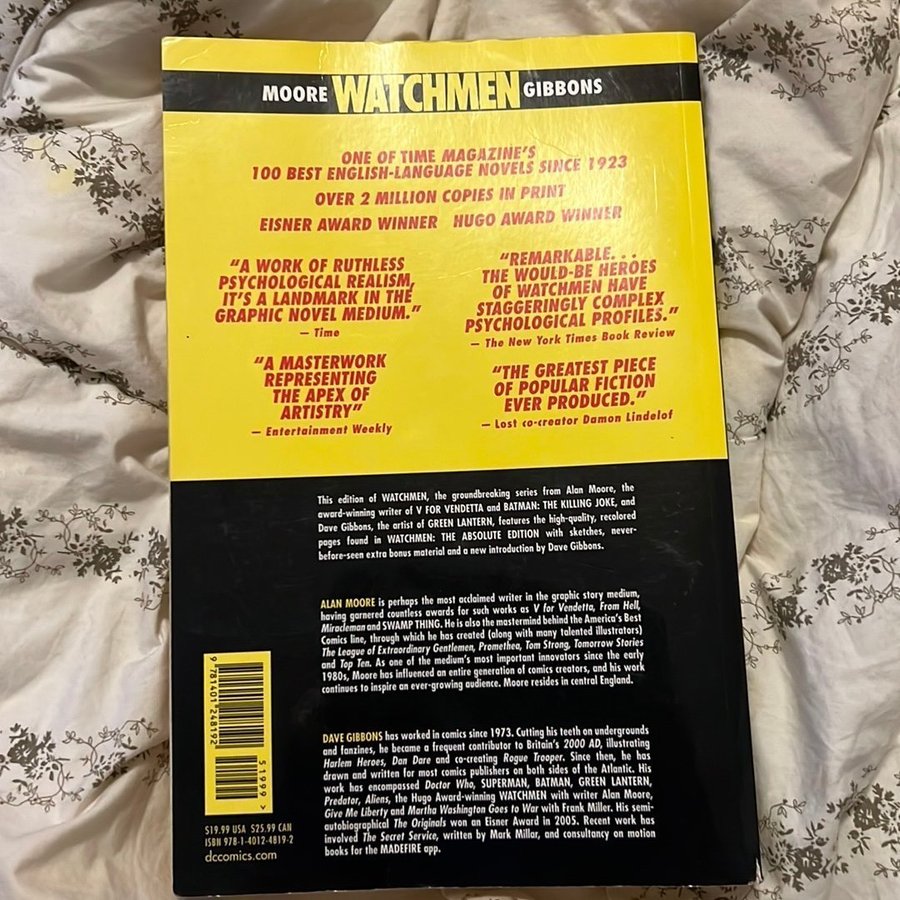 MOORE WATCHMEN GIBBONS
ONE OF TIME MAGAZINE'S
100 BEST ENGLISH-LANGUAGE NOVELS SINCE 1923
OVER 2 MILLION COPIES IN PRINT
EISNER AWARD WINNER HUGO AWARD WINNER
"A WORK OF RUTHLESS
PSYCHOLOGICAL REALISM,
IT'S A LANDMARK IN THE
GRAPHIC NOVEL MEDIUM."
— Time
"REMARKABLE...
THE WOULD-BE HEROES
OF WATCHMEN HAVE
STAGGERINGLY COMPLEX
PSYCHOLOGICAL PROFILES."
— The New York Times Book Review
"A MASTERWORK
REPRESENTING
THE APEX OF
ARTISTRY"
— Entertainment Weekly
"THE GREATEST PIECE
OF POPULAR FICTION
EVER PRODUCED."
— Lost co-creator Damon Lindelof
This edition of WATCHMEN, the groundbreaking series from Alan Moore, the
award-winning writer of V FOR VENDETTA and BATMAN: THE KILLING JOKE, and
Dave Gibbons, the artist of GREEN LANTERN, features the high-quality, recolored
pages found in WATCHMEN: THE ABSOLUTE EDITION with sketches, never-
before-seen extra bonus material and a new introduction by Dave Gibbons.
ALAN MOORE is perhaps the most acclaimed writer in the graphic story medium,
having garnered countless awards for such works as V for Vendetta, From Hell,
Miracleman and SWAMP THING. He is also the mastermind behind the America's Best
Comics line, through which he has created (along with many talented illustrators)
The League of Extraordinary Gentlemen, Promethea, Tom Strong, Tomorrow Stories
and Top Ten. As one of the medium's most important innovators since the early
1980s, Moore has influenced an entire generation of comics creators, and his work
continues to inspire an ever-growing audience. Moore resides in central England.
DAVE GIBBONS has worked in comics since 1973. Cutting his teeth on undergrounds
and fanzines, he became a frequent contributor to Britain's 2000 AD, illustrating
Harlem Heroes, Dan Dare and co-creating Rogue Trooper. Since then, he has
drawn and written for most comics publishers on both sides of the Atlantic. His
work has encompassed Doctor Who, SUPERMAN, BATMAN, GREEN LANTERN,
Predator, Aliens, the Hugo Award-winning WATCHMEN with writer Alan Moore,
Give Me Liberty and Martha Washington Goes to War with Frank Miller. His semi-
autobiographical The Originals won an Eisner Award in 2005. Recent work has
involved The Secret Service, written by Mark Millar, and consultancy on motion
books for the MADEFIRE app.
9 781401 248192
51999 >
$19.99 USA $25.99 CAN
ISBN 978-1-4012-4819-2
dccomics.com